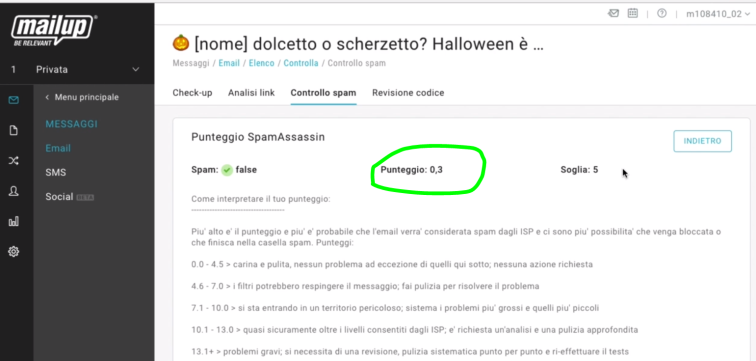 mailup
BE RELEVANT
m108410_02
1 Privata
Menu principale
MESSAGGI
Email
SMS
Social BETA
🎃 [nome] dolcetto o scherzetto? Halloween è ...
Messaggi / Email / Elenco / Controlla / Controllo spam
Check-up Analisi link Controllo spam Revisione codice
Punteggio SpamAssassin
INDIETRO
Spam: false Punteggio: 0,3 Soglia: 5
Come interpretare il tuo punteggio:
-----------------------------------
Piu' alto e' il punteggio e piu' e' probabile che l'email verra' considerata spam dagli ISP e ci sono piu' possibilita' che venga bloccata o
che finisca nella casella spam. Punteggi:
0.0 - 4.5 > carina e pulita, nessun problema ad eccezione di quelli qui sotto; nessuna azione richiesta
4.6 - 7.0 > i filtri potrebbero respingere il messaggio; fai pulizia per risolvere il problema
7.1 - 10.0 > si sta entrando in un territorio pericoloso; sistema i problemi piu' grossi e quelli piu' piccoli
10.1 - 13.0 > quasi sicuramente oltre i livelli consentiti dagli ISP; e' richiesta un'analisi e una pulizia approfondita
13.1+ > problemi gravi; si necessita di una revisione, pulizia sistematica punto per punto e ri-effettuare il tests